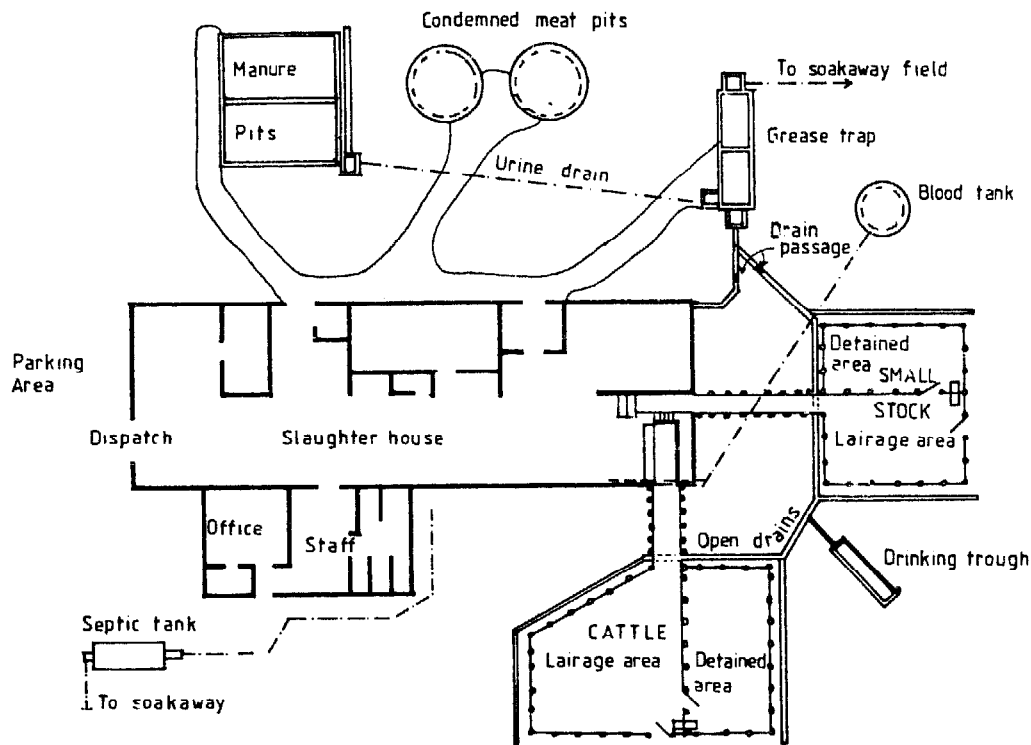 Condemned meat pits
Manure
Pits
To soakaway field
Grease trap
Urine drain
Blood tank
Drain
passage
Parking
Area
Detained
area
SMALL
STOCK
Lairage area
Dispatch
Slaughter house
Office
Staff
Open drains
Drinking trough
Septic tank
CATTLE
Lairage area
Detained
area
To soakaway